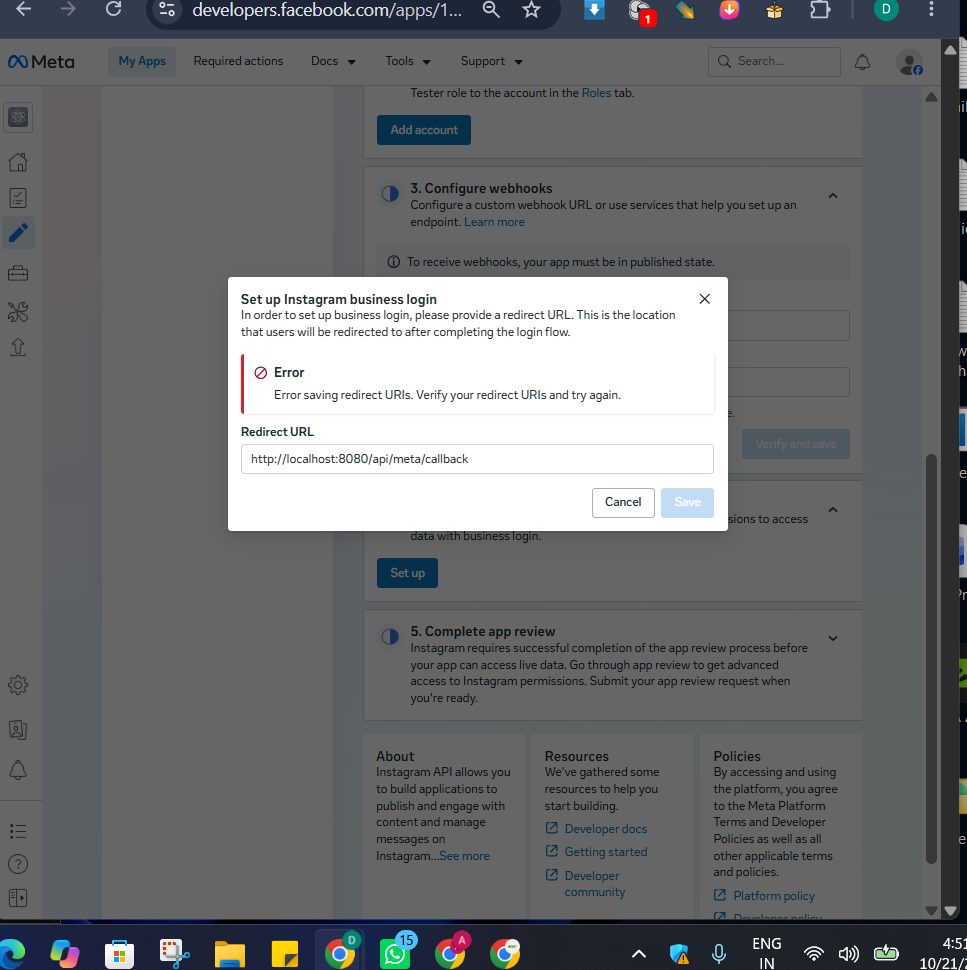 developers.facebook.com/apps/1...
1
D
Meta
My Apps
Required actions
Docs
Tools
Support
Search...
Tester role to the account in the Roles tab.
Add account
3. Configure webhooks
Configure a custom webhook URL or use services that help you set up an
endpoint. Learn more
To receive webhooks, your app must be in published state.
Set up Instagram business login
In order to set up business login, please provide a redirect URL. This is the location
that users will be redirected to after completing the login flow.
Error
Error saving redirect URIs. Verify your redirect URIs and try again.
Redirect URL
http://localhost:8080/api/meta/callback
Verify and save
Cancel
Save
to access
data with business login.
Set up
5. Complete app review
Instagram requires successful completion of the app review process before
your app can access live data. Go through app review to get advanced
access to Instagram permissions. Submit your app review request when
you're ready.
About
Instagram API allows you
to build applications to
publish and engage with
content and manage
messages on
Instagram...See more
Resources
We've gathered some
resources to help you
start building.
Developer docs
Getting started
Developer
community
Policies
By accessing and using
the platform, you agree
to the Meta Platform
Terms and Developer
Policies as well as all
other applicable terms
and policies.
Platform policy
Developer policy
D
15
A
ENG
IN
4:51
10/21/2